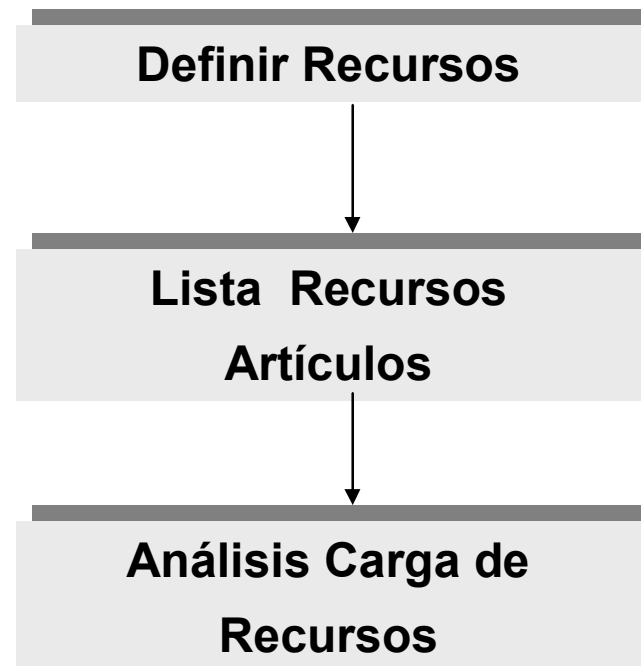 Definir Recursos
Lista Recursos
Artículos
Análisis Carga de
Recursos